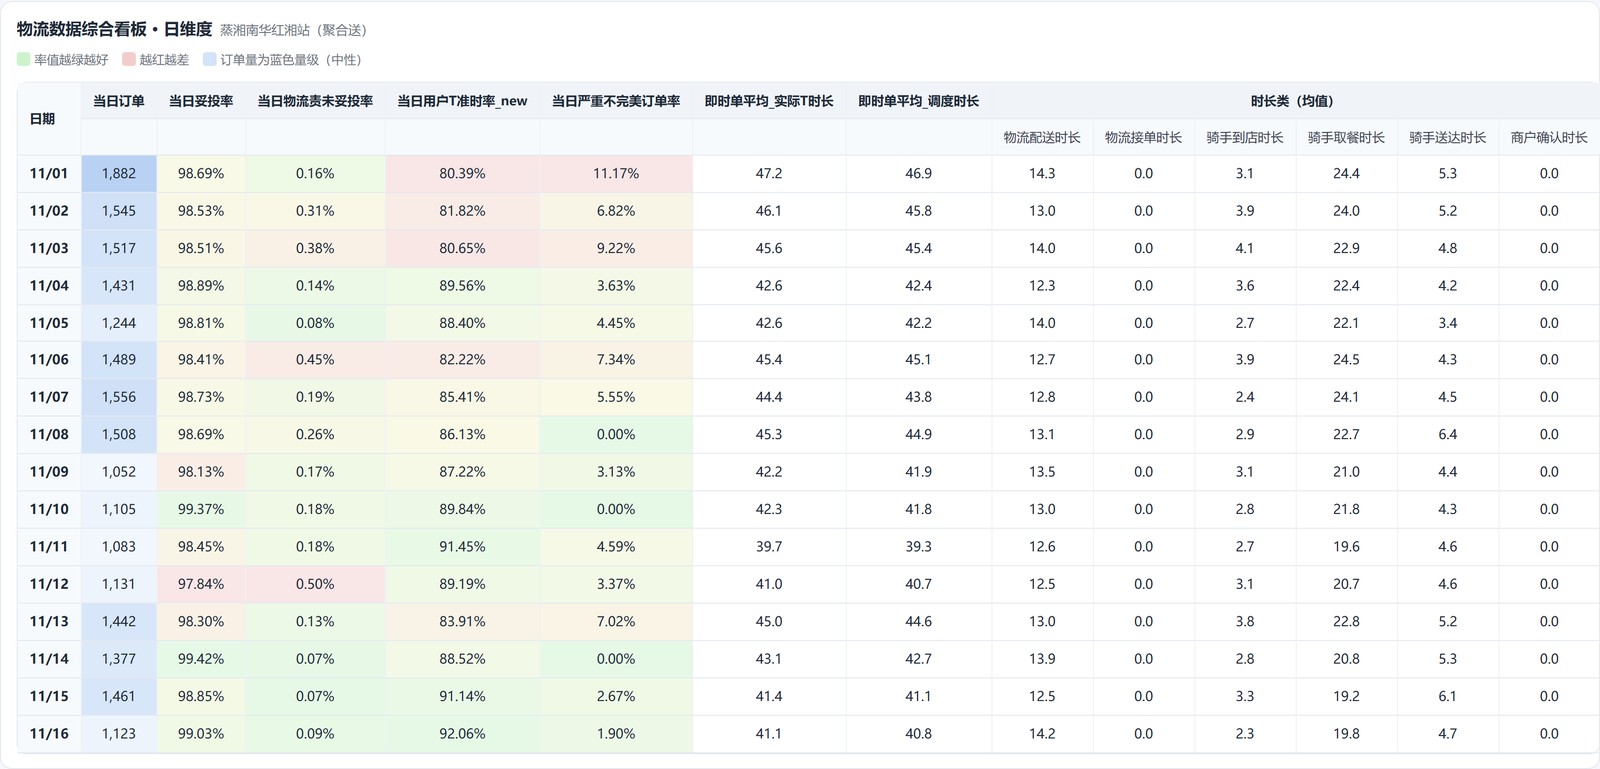 物流数据综合看板 • 日维度 蒸湘南华红湘站（聚合送）
率值越绿越好 越红越差 订单量为蓝色量级（中性）
日期 当日订单 当日妥投率 当日物流责未妥投率 当日用户T准时率_new 当日严重不完美订单率 即时单平均_实际T时长 即时单平均_调度时长 时长类（均值）
物流配送时长 物流接单时长 骑手到店时长 骑手取餐时长 骑手送达时长 商户确认时长
11/01 1,882 98.69% 0.16% 80.39% 11.17% 47.2 46.9 14.3 0.0 3.1 24.4 5.3 0.0
11/02 1,545 98.53% 0.31% 81.82% 6.82% 46.1 45.8 13.0 0.0 3.9 24.0 5.2 0.0
11/03 1,517 98.51% 0.38% 80.65% 9.22% 45.6 45.4 14.0 0.0 4.1 22.9 4.8 0.0
11/04 1,431 98.89% 0.14% 89.56% 3.63% 42.6 42.4 12.3 0.0 3.6 22.4 4.2 0.0
11/05 1,244 98.81% 0.08% 88.40% 4.45% 42.6 42.2 14.0 0.0 2.7 22.1 3.4 0.0
11/06 1,489 98.41% 0.45% 82.22% 7.34% 45.4 45.1 12.7 0.0 3.9 24.5 4.3 0.0
11/07 1,556 98.73% 0.19% 85.41% 5.55% 44.4 43.8 12.8 0.0 2.4 24.1 4.5 0.0
11/08 1,508 98.69% 0.26% 86.13% 0.00% 45.3 44.9 13.1 0.0 2.9 22.7 6.4 0.0
11/09 1,052 98.13% 0.17% 87.22% 3.13% 42.2 41.9 13.5 0.0 3.1 21.0 4.4 0.0
11/10 1,105 99.37% 0.18% 89.84% 0.00% 42.3 41.8 13.0 0.0 2.8 21.8 4.3 0.0
11/11 1,083 98.45% 0.18% 91.45% 4.59% 39.7 39.3 12.6 0.0 2.7 19.6 4.6 0.0
11/12 1,131 97.84% 0.50% 89.19% 3.37% 41.0 40.7 12.5 0.0 3.1 20.7 4.6 0.0
11/13 1,442 98.30% 0.13% 83.91% 7.02% 45.0 44.6 13.0 0.0 3.8 22.8 5.2 0.0
11/14 1,377 99.42% 0.07% 88.52% 0.00% 43.1 42.7 13.9 0.0 2.8 20.8 5.3 0.0
11/15 1,461 98.85% 0.07% 91.14% 2.67% 41.4 41.1 12.5 0.0 3.3 19.2 6.1 0.0
11/16 1,123 99.03% 0.09% 92.06% 1.90% 41.1 40.8 14.2 0.0 2.3 19.8 4.7 0.0